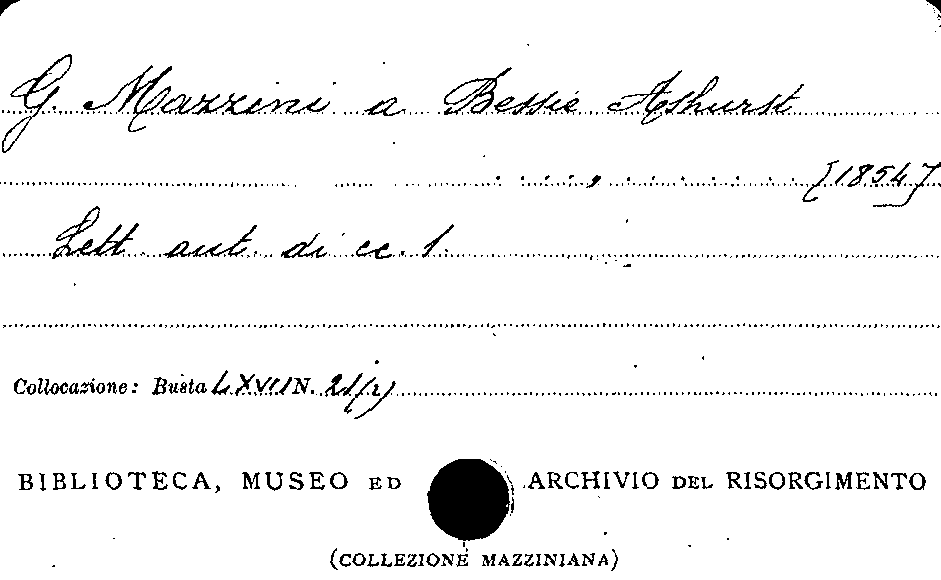 G. Mazzini a Bessie Ashurst
....,...... [1854]
Lett. aut. di cc. 1.
Collocazione: Busta LXVII N. 21/(2)
BIBLIOTECA, MUSEO ED ARCHIVIO DEL RISORGIMENTO
(COLLEZIONE MAZZINIANA)